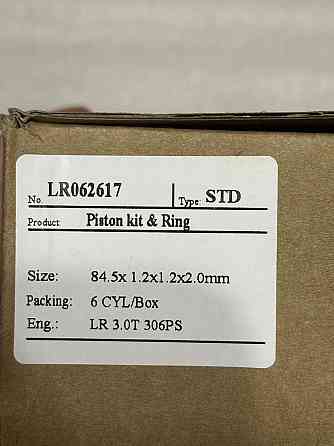 No. LR062617 Type: STD
Product: Piston kit & Ring
Size: 84.5x 1.2x1.2x2.0mm
Packing: 6 CYL/Box
Eng.: LR 3.0T 306PS